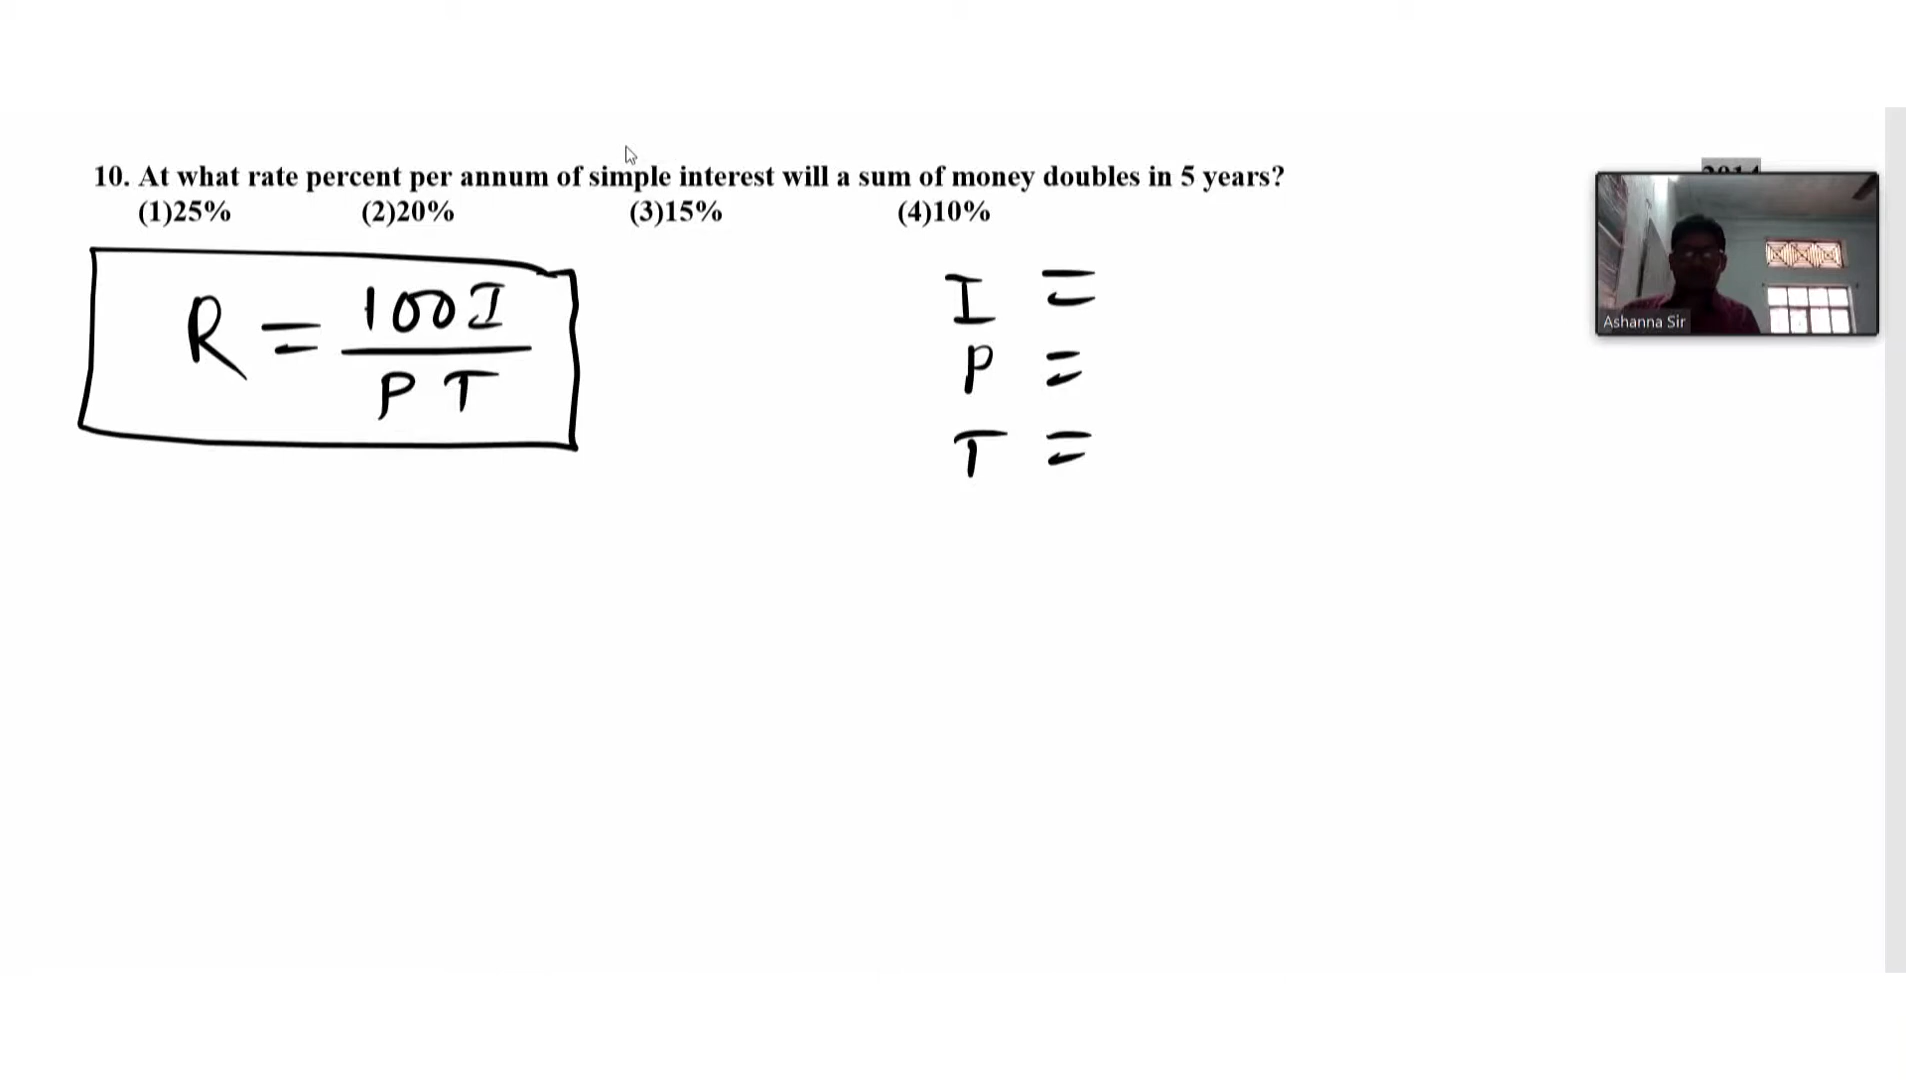 10. At what rate percent per annum of simple interest will a sum of money doubles in 5 years?
(1)25% (2)20% (3)15% (4)10%
R = 100I / PT
I =
P =
T =
Ashanna Sir